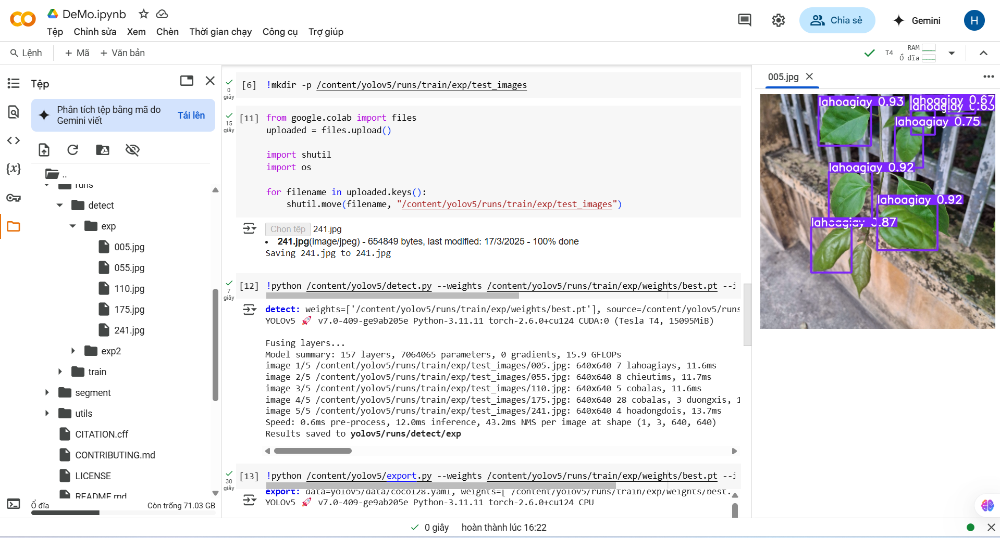 DeMo.ipynb
Tệp Chỉnh sửa Xem Chèn Thời gian chạy Công cụ Trợ giúp
Chia sẻ
Gemini
H
Lệnh + Mã + Văn bản
T4 RAM
Ổ đĩa
Tệp
Phân tích tệp bằng mã do
Gemini viết
Tải lên
{x}
..
runs
detect
exp
005.jpg
055.jpg
110.jpg
175.jpg
241.jpg
exp2
train
segment
utils
CITATION.cff
CONTRIBUTING.md
LICENSE
README.md
Ổ đĩa Còn trống 71.03 GB
0
giây
[6] !mkdir -p /content/yolov5/runs/train/exp/test_images
15
giây
[11] from google.colab import files
uploaded = files.upload()
import shutil
import os
for filename in uploaded.keys():
shutil.move(filename, "/content/yolov5/runs/train/exp/test_images")
Chọn tệp 241.jpg
• 241.jpg(image/jpeg) - 654849 bytes, last modified: 17/3/2025 - 100% done
Saving 241.jpg to 241.jpg
7
giây
[12] !python /content/yolov5/detect.py --weights /content/yolov5/runs/train/exp/weights/best.pt --i
detect: weights=['/content/yolov5/runs/train/exp/weights/best.pt'], source=/content/yolov5/runs
YOLOv5 🚀 v7.0-409-ge9ab205e Python-3.11.11 torch-2.6.0+cu124 CUDA:0 (Tesla T4, 15095MiB)
Fusing layers...
Model summary: 157 layers, 7064065 parameters, 0 gradients, 15.9 GFLOPs
image 1/5 /content/yolov5/runs/train/exp/test_images/005.jpg: 640x640 7 lahoagiays, 11.6ms
image 2/5 /content/yolov5/runs/train/exp/test_images/055.jpg: 640x640 8 chieutims, 11.7ms
image 3/5 /content/yolov5/runs/train/exp/test_images/110.jpg: 640x640 5 cobalas, 11.6ms
image 4/5 /content/yolov5/runs/train/exp/test_images/175.jpg: 640x640 28 cobalas, 3 duongxis, 1
image 5/5 /content/yolov5/runs/train/exp/test_images/241.jpg: 640x640 4 hoadongdois, 13.7ms
Speed: 0.6ms pre-process, 12.0ms inference, 43.2ms NMS per image at shape (1, 3, 640, 640)
Results saved to yolov5/runs/detect/exp
30
giây
[13] !python /content/yolov5/export.py --weights /content/yolov5/runs/train/exp/weights/best.pt --i
export: data=yolov5/data/coco128.yaml, weights=['/content/yolov5/runs/train/exp/weights/best.
YOLOv5 🚀 v7.0-409-ge9ab205e Python-3.11.11 torch-2.6.0+cu124 CPU
005.jpg
lahoagiay 0.93
lahoagiay 0.67
lahoagiay 0.63
lahoagiay 0.75
lahoagiay 0.92
lahoagiay 0.92
lahoagiay 0.87
0 giây hoàn thành lúc 16:22